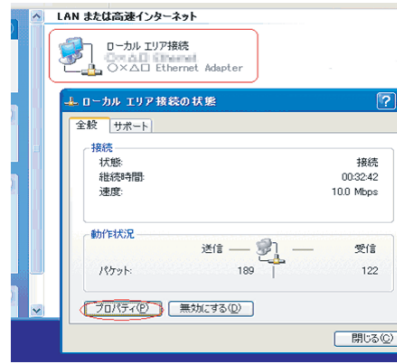 LAN または高速インターネット
ローカル エリア接続
○×△□ Ethernet
○×△□ Ethernet Adapter
ローカル エリア接続の状態
?
全般 サポート
接続
状態: 接続
継続時間: 00:32:42
速度: 10.0 Mbps
動作状況
送信 — — 受信
パケット: 189 122
プロパティ(P) 無効にする(D)
閉じる(C)